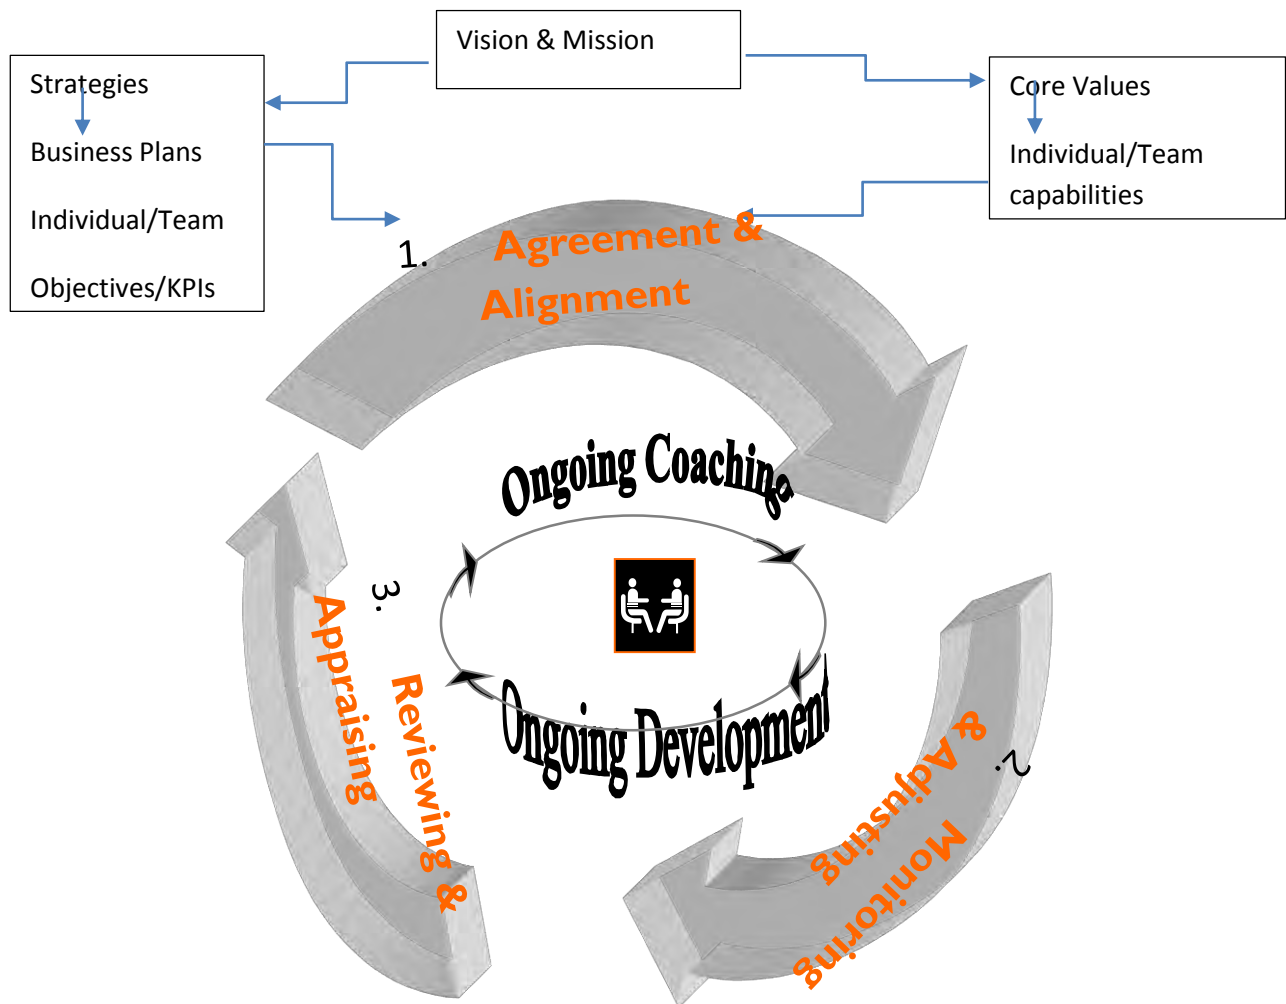 Vision & Mission
Strategies
Business Plans
Individual/Team
Objectives/KPIs
Core Values
Individual/Team
capabilities
1.
Agreement &
Alignment
Ongoing Coaching
Ongoing Development
2.
Monitoring
& Adjusting
3.
Reviewing &
Appraising